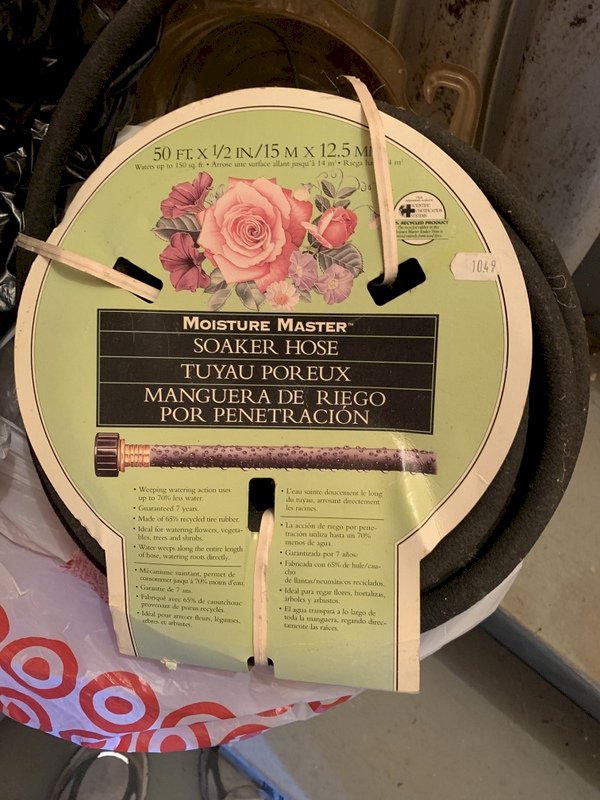 50 FT. X 1/2 IN./15 M X 12.5 M
Waters up to 150 sq. ft. • Arrose une surface allant jusqu'à 14 m² • Riega
RECYCLED PRODUCT
10.49
MOISTURE MASTER™
SOAKER HOSE
TUYAU POREUX
MANGUERA DE RIEGO
POR PENETRACIÓN
• Weeping watering action uses
up to 70% less water.
• Guaranteed 7 years.
• Made of 65% recycled tire rubber.
• Ideal for watering flowers, vegeta-
bles, trees and shrubs.
• Water weeps along the entire length
of hose, watering roots directly.
• Mécanisme suintant, permet de
consommer jusqu'à 70% moins d'eau.
• Garantie de 7 ans.
• Fabriqué avec 65% de caoutchouc
provenant de pneus recyclés.
• Idéal pour arroser fleurs, légumes,
arbres et arbustes.
• L'eau suinte doucement le long
du tuyau, arrosant directement
les racines.
• La acción de riego por pene-
tración utiliza hasta un 70%
menos de agua.
• Garantizada por 7 años.
• Fabricada con 65% de hule/cau-
cho
de llantas/neumáticos reciclados.
• Ideal para regar flores, hortalizas,
árboles y arbustos.
• El agua transpira a lo largo de
toda la manguera, regando direc-
tamente las raíces.